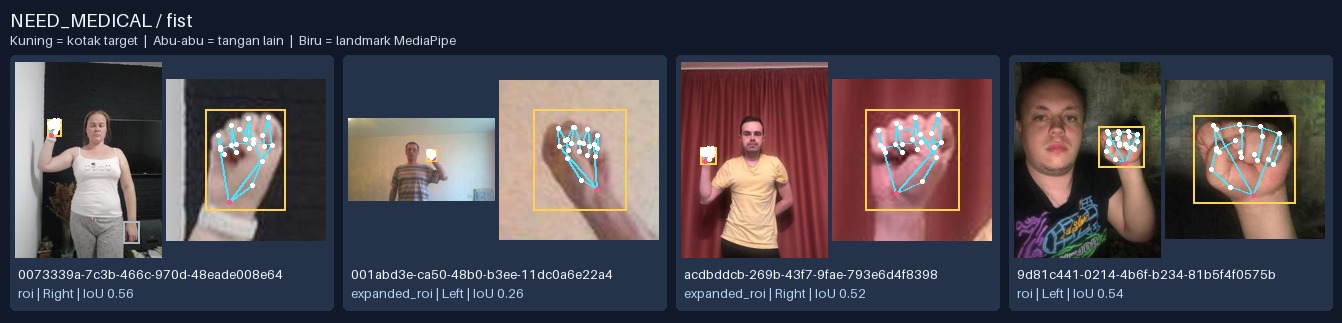 NEED_MEDICAL / fist
Kuning = kotak target | Abu-abu = tangan lain | Biru = landmark MediaPipe
0073339a-7c3b-466c-970d-48eade008e64
roi | Right | IoU 0.56
001abd3e-ca50-48b0-b3ee-11dc0a6e22a4
expanded_roi | Left | IoU 0.26
acdbddcb-269b-43f7-9fae-793e6d4f8398
expanded_roi | Right | IoU 0.52
9d81c441-0214-4b6f-b234-81b5f4f0575b
roi | Left | IoU 0.54